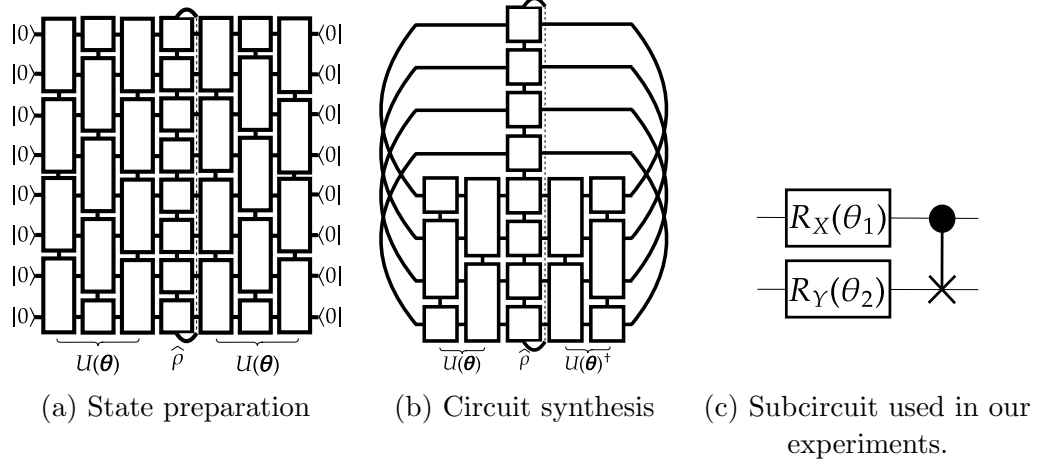 |0⟩ ⟨0|
|0⟩ ⟨0|
|0⟩ ⟨0|
|0⟩ ⟨0|
|0⟩ ⟨0|
|0⟩ ⟨0|
|0⟩ ⟨0|
|0⟩ ⟨0|
U(θ) ρ̂ U(θ)
(a) State preparation
U(θ) ρ̂ U(θ)†
(b) Circuit synthesis
R_X(θ_1)
R_Y(θ_2)
(c) Subcircuit used in our
experiments.